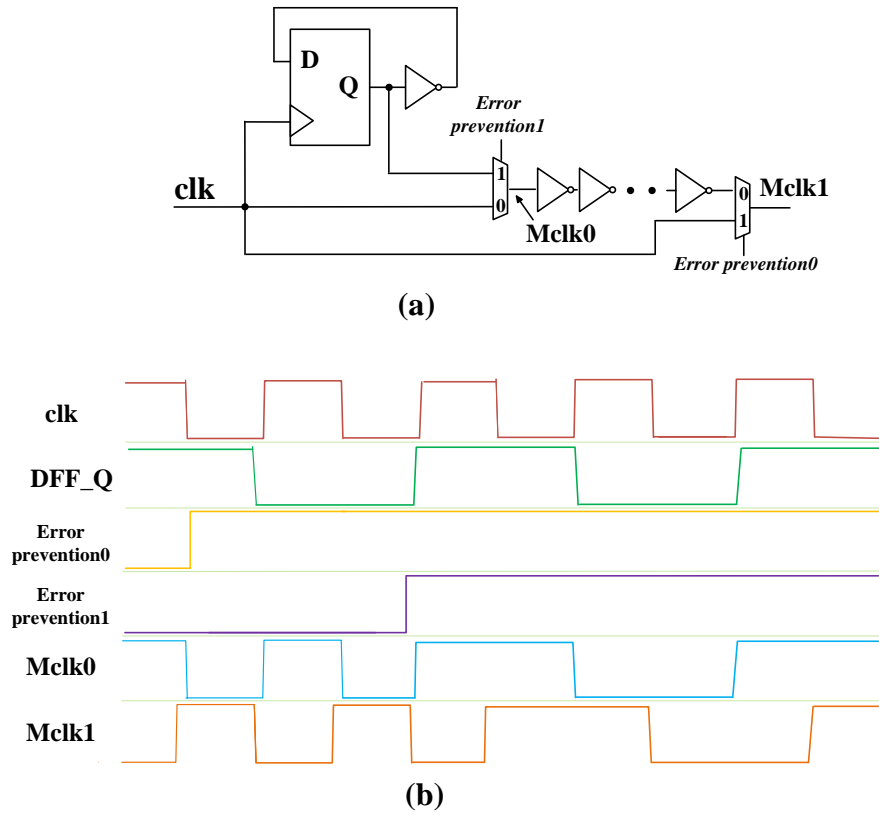 D
Q
Error
prevention1
clk
1
0
Mclk0
0
1
Mclk1
Error prevention0
(a)
clk
DFF_Q
Error
prevention0
Error
prevention1
Mclk0
Mclk1
(b)